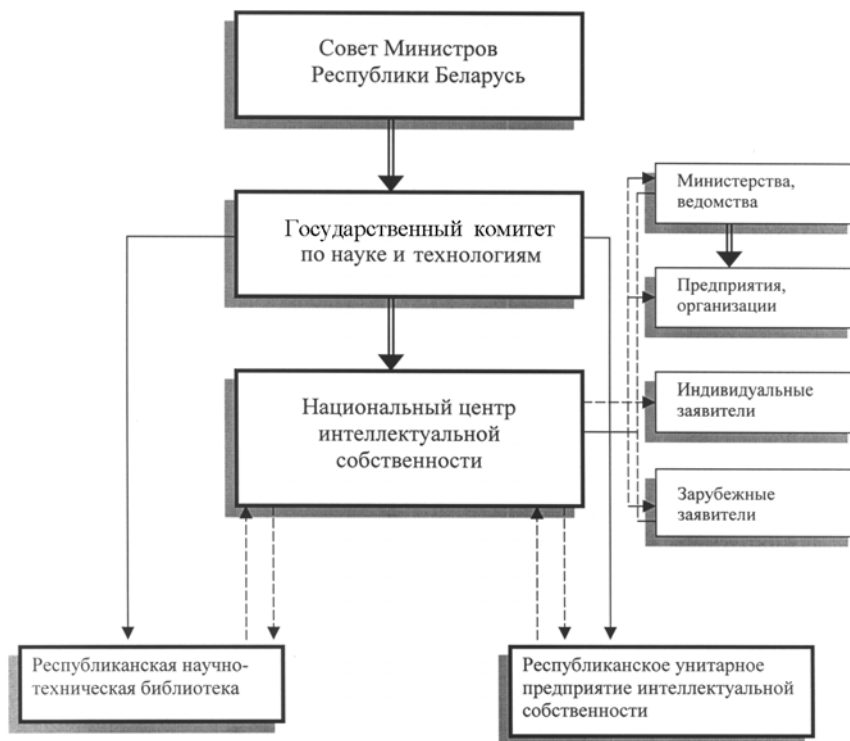 Совет Министров
Республики Беларусь
Государственный комитет
по науке и технологиям
Министерства,
ведомства
Предприятия,
организации
Национальный центр
интеллектуальной
собственности
Индивидуальные
заявители
Зарубежные
заявители
Республиканская научно-
техническая библиотека
Республиканское унитарное
предприятие интеллектуальной
собственности